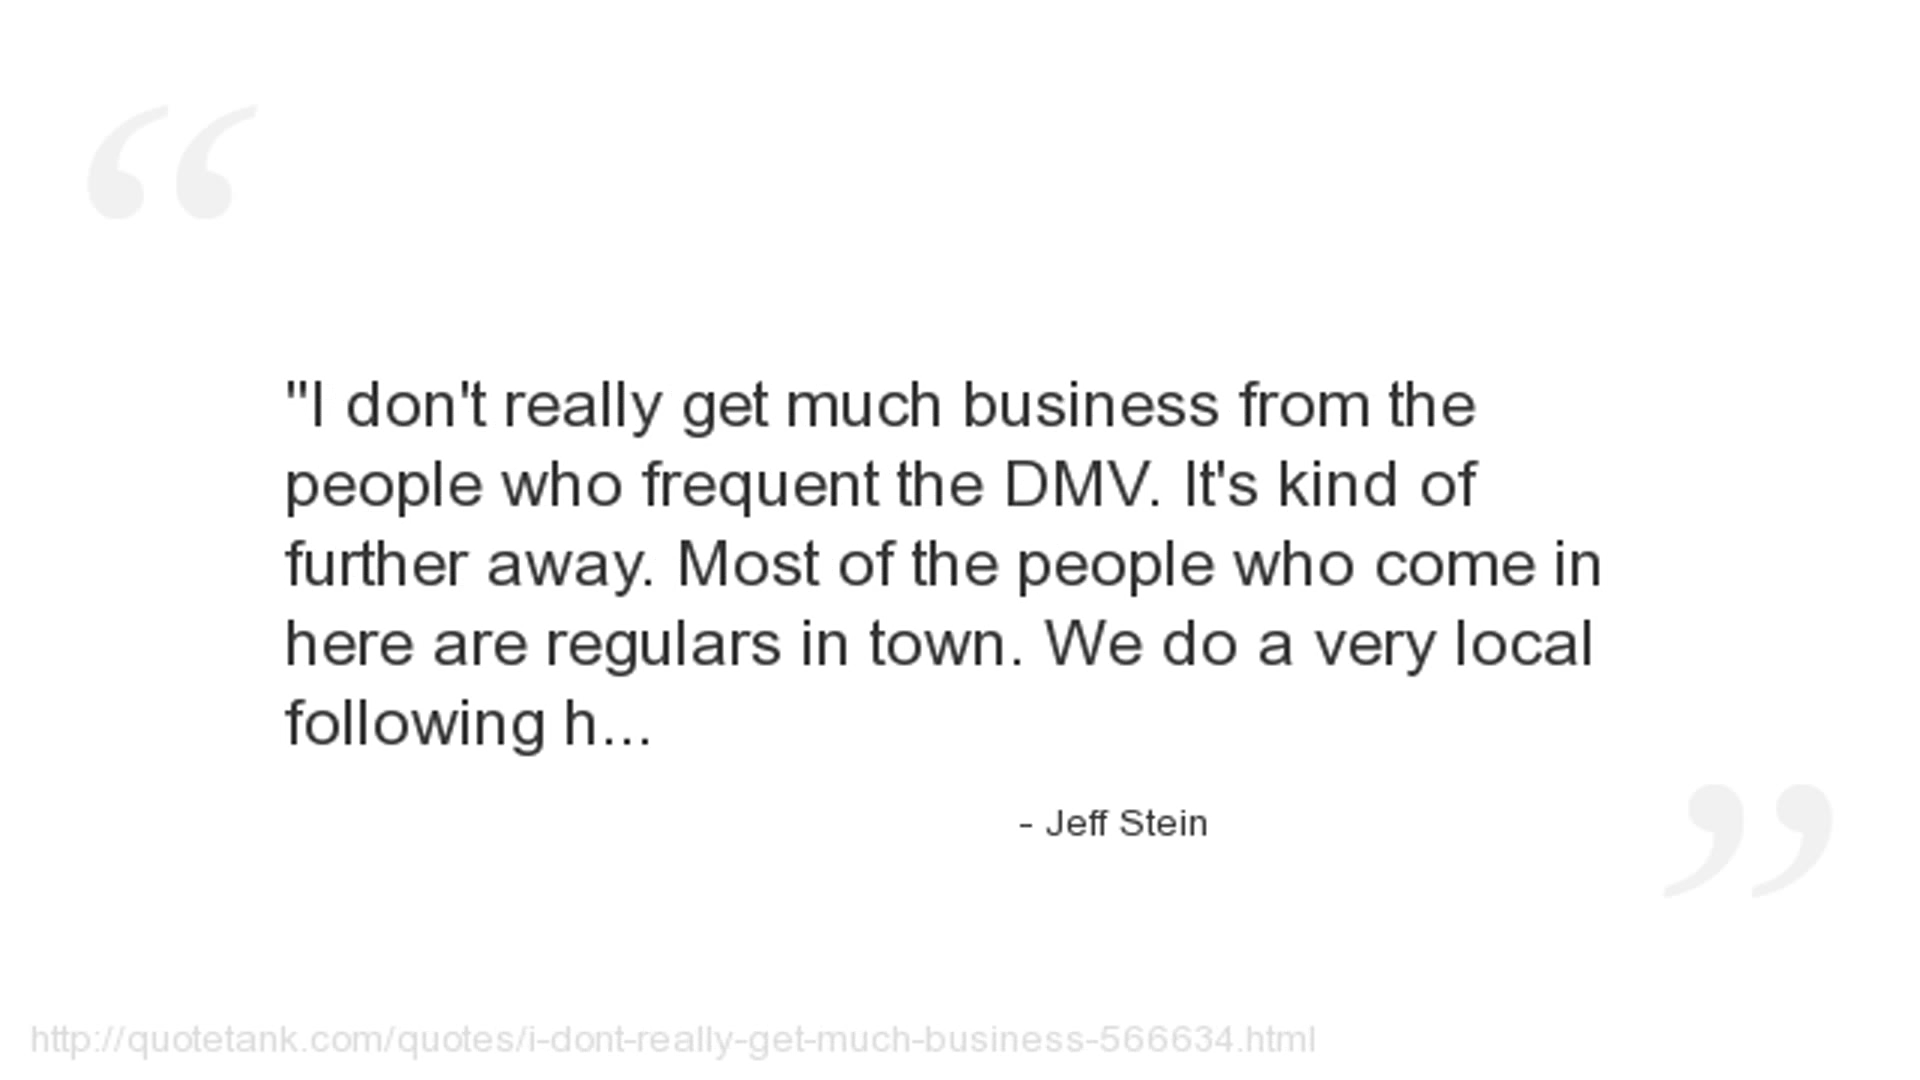 "I don't really get much business from the
people who frequent the DMV. It's kind of
further away. Most of the people who come in
here are regulars in town. We do a very local
following h...
- Jeff Stein
http://quotetank.com/quotes/i-dont-really-get-much-business-566634.html